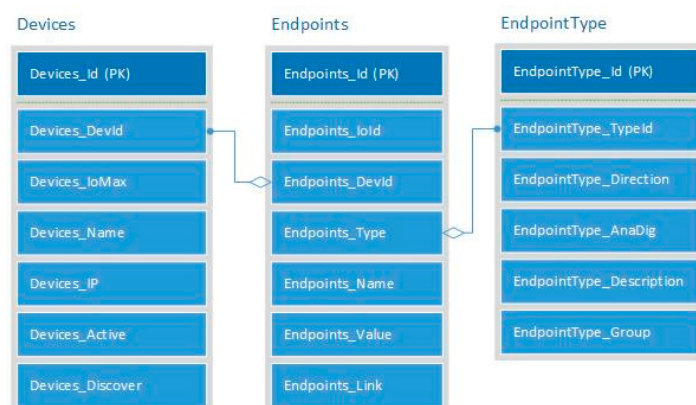 Devices
Devices_Id (PK)
Devices_DevId
Devices_IoMax
Devices_Name
Devices_IP
Devices_Active
Devices_Discover
Endpoints
Endpoints_Id (PK)
Endpoints_IoId
Endpoints_DevId
Endpoints_Type
Endpoints_Name
Endpoints_Value
Endpoints_Link
EndpointType
EndpointType_Id (PK)
EndpointType_TypeId
EndpointType_Direction
EndpointType_AnaDig
EndpointType_Description
EndpointType_Group